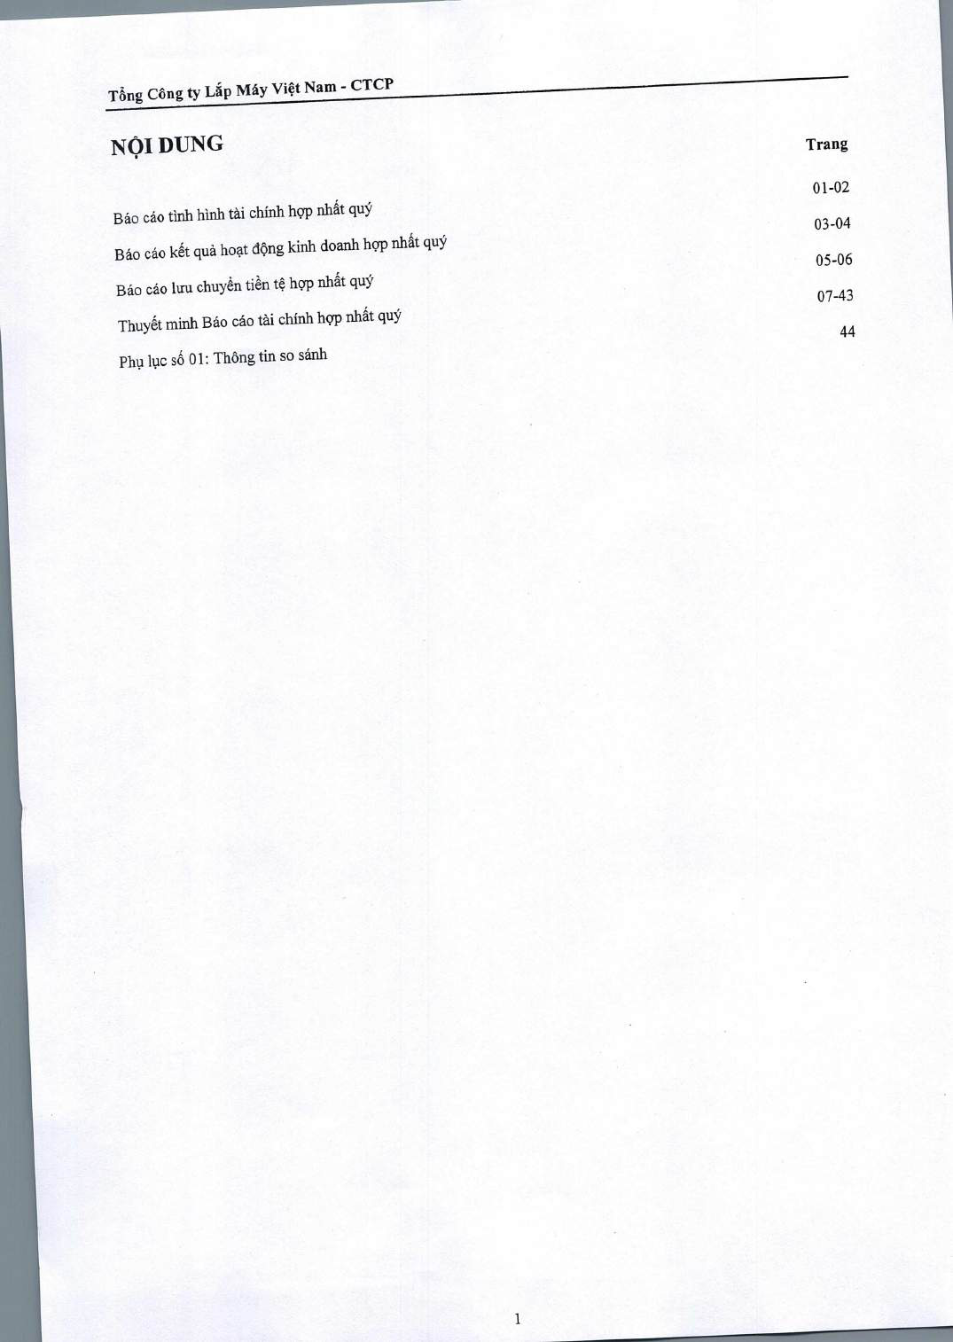 Tổng Công ty Lắp Máy Việt Nam - CTCP
NỘI DUNG
Trang
Báo cáo tình hình tài chính hợp nhất quý 01-02
Báo cáo kết quả hoạt động kinh doanh hợp nhất quý 03-04
Báo cáo lưu chuyển tiền tệ hợp nhất quý 05-06
Thuyết minh Báo cáo tài chính hợp nhất quý 07-43
Phụ lục số 01: Thông tin so sánh 44
1